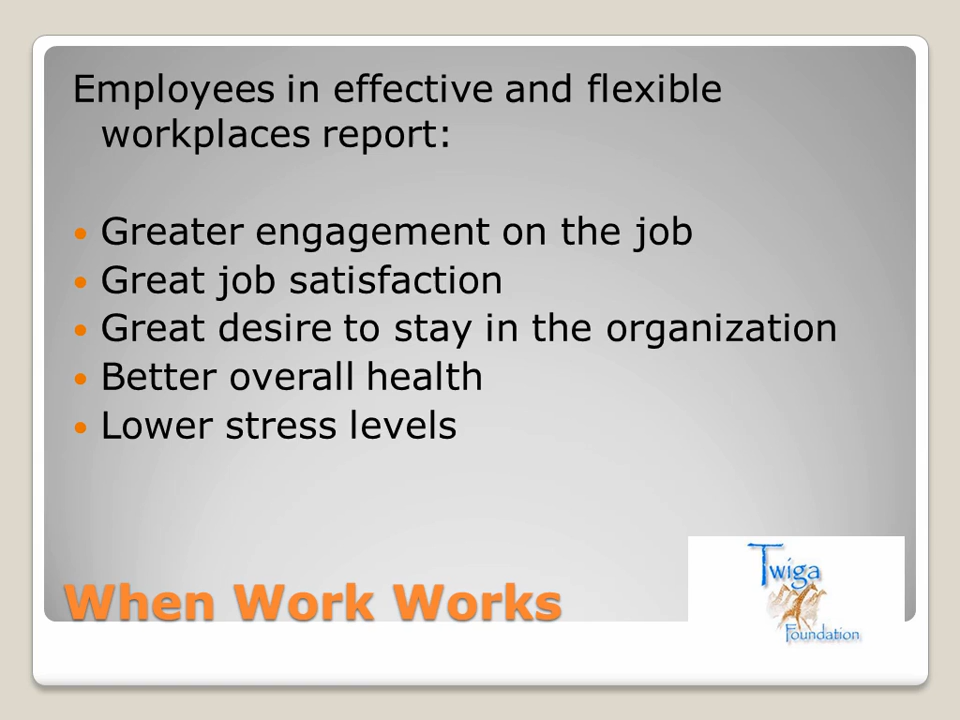 Employees in effective and flexible
workplaces report:
Greater engagement on the job
Great job satisfaction
Great desire to stay in the organization
Better overall health
Lower stress levels
When Work Works
Twiga
Foundation